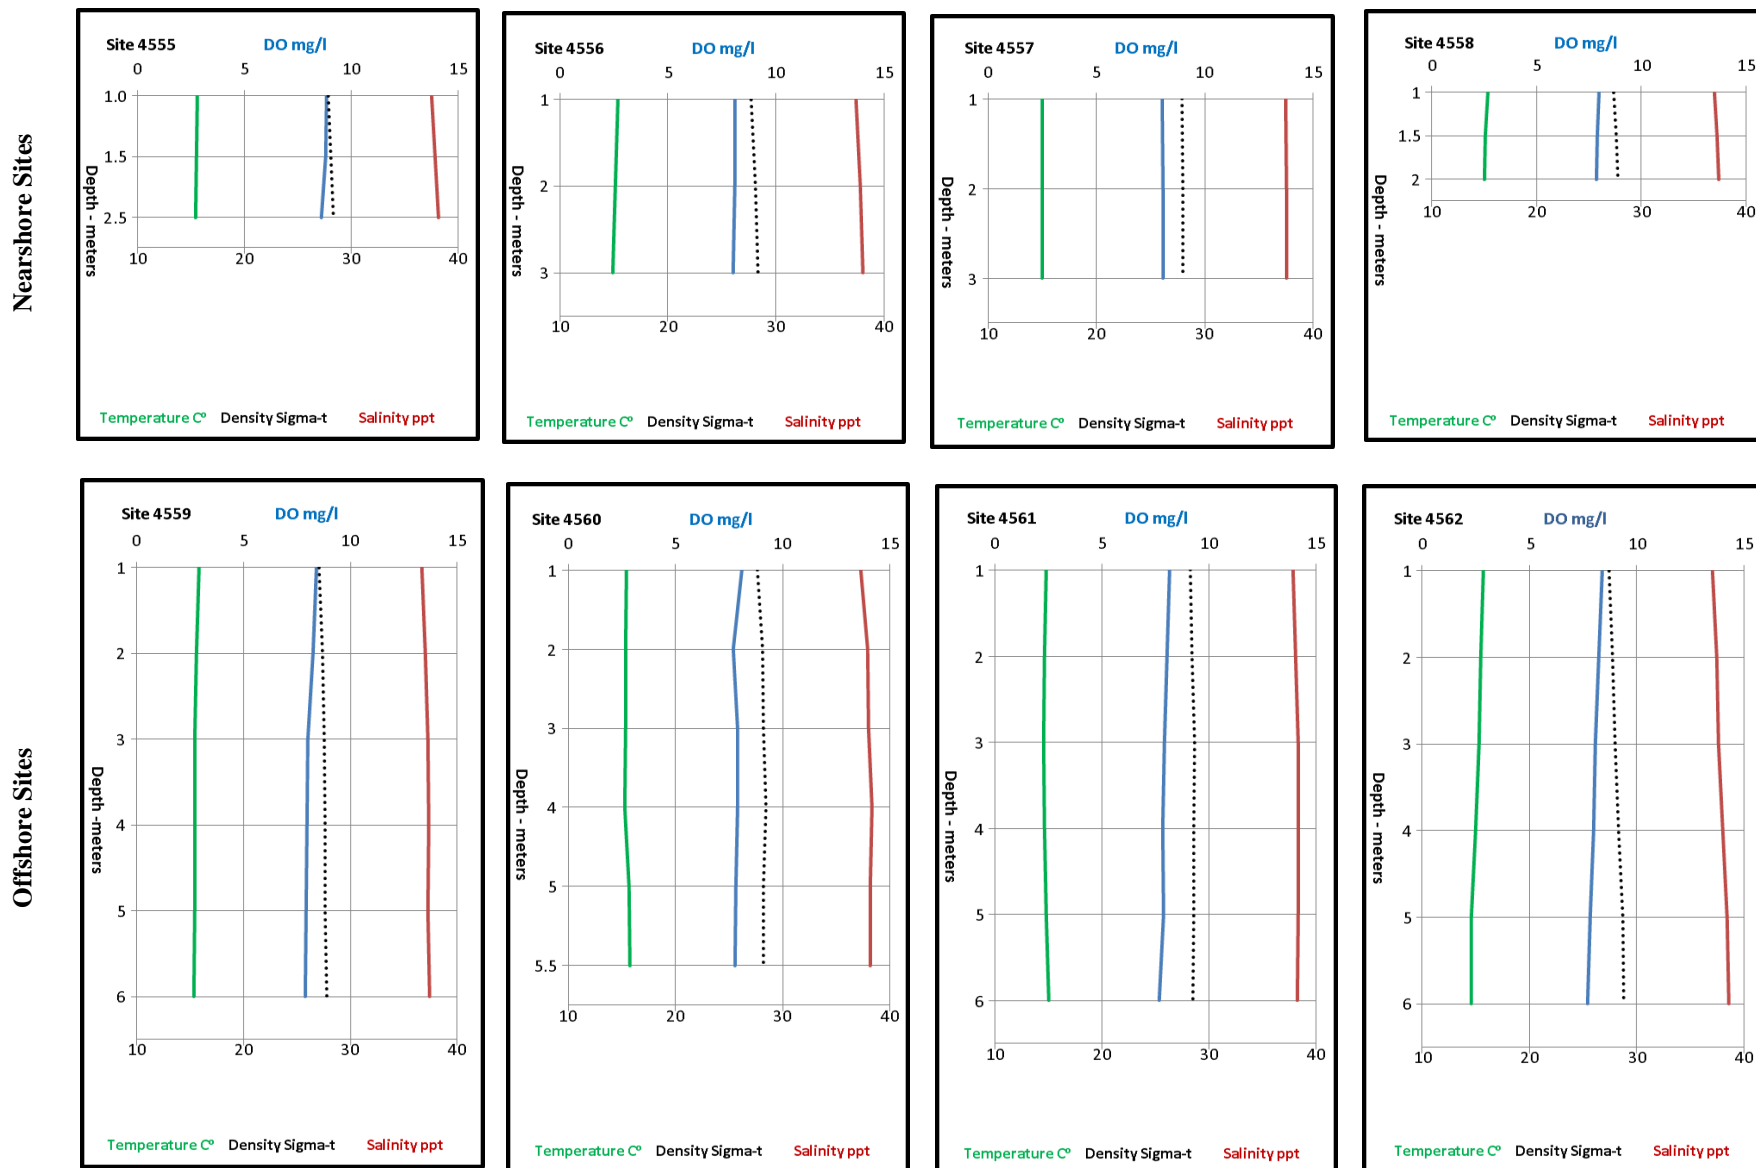 Nearshore Sites
Site 4555 DO mg/l
0 5 10 15
1.0
1.5
2.5
Depth - meters
10 20 30 40
Temperature Cº Density Sigma-t Salinity ppt
Site 4556 DO mg/l
0 5 10 15
1
2
3
Depth - meters
10 20 30 40
Temperature Cº Density Sigma-t Salinity ppt
Site 4557 DO mg/l
0 5 10 15
1
2
3
Depth - meters
10 20 30 40
Temperature Cº Density Sigma-t Salinity ppt
Site 4558 DO mg/l
0 5 10 15
1
1.5
2
Depth - meters
10 20 30 40
Temperature Cº Density Sigma-t Salinity ppt
Offshore Sites
Site 4559 DO mg/l
0 5 10 15
1
2
3
4
5
6
Depth -meters
10 20 30 40
Temperature Cº Density Sigma-t Salinity ppt
Site 4560 DO mg/l
0 5 10 15
1
2
3
4
5
5.5
Depth - meters
10 20 30 40
Temperature Cº Density Sigma-t Salinity ppt
Site 4561 DO mg/l
0 5 10 15
1
2
3
4
5
6
Depth - meters
10 20 30 40
Temperature Cº Density Sigma-t Salinity ppt
Site 4562 DO mg/l
0 5 10 15
1
2
3
4
5
6
Depth - meters
10 20 30 40
Temperature Cº Density Sigma-t Salinity ppt